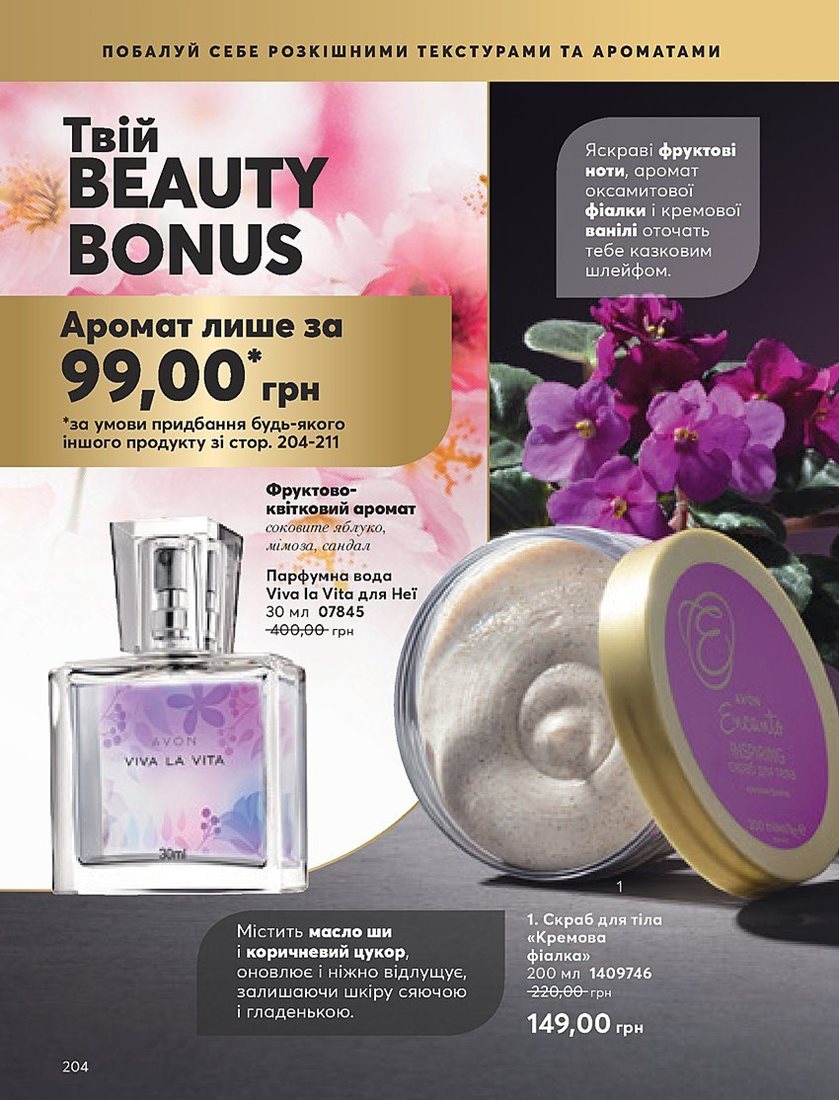 ПОБАЛУЙ СЕБЕ РОЗКІШНИМИ ТЕКСТУРАМИ ТА АРОМАТАМИ
Твій
BEAUTY
BONUS
Аромат лише за
99,00* грн
*за умови придбання будь-якого
іншого продукту зі стор. 204-211
Яскраві фруктові
ноти, аромат
оксамитової
фіалки і кремової
ванілі оточать
тебе казковим
шлейфом.
Фруктово-
квітковий аромат
соковите яблуко,
мімоза, сандал
Парфумна вода
Viva la Vita для Неї
30 мл 07845
400,00 грн
AVON
VIVA LA VITA
30ml
AVON
Encanto
INSPIRING
скраб для тіла
1
Містить масло ши
і коричневий цукор,
оновлює і ніжно відлущує,
залишаючи шкіру сяючою
і гладенькою.
1. Скраб для тіла
«Кремова
фіалка»
200 мл 1409746
220,00 грн
149,00 грн
204